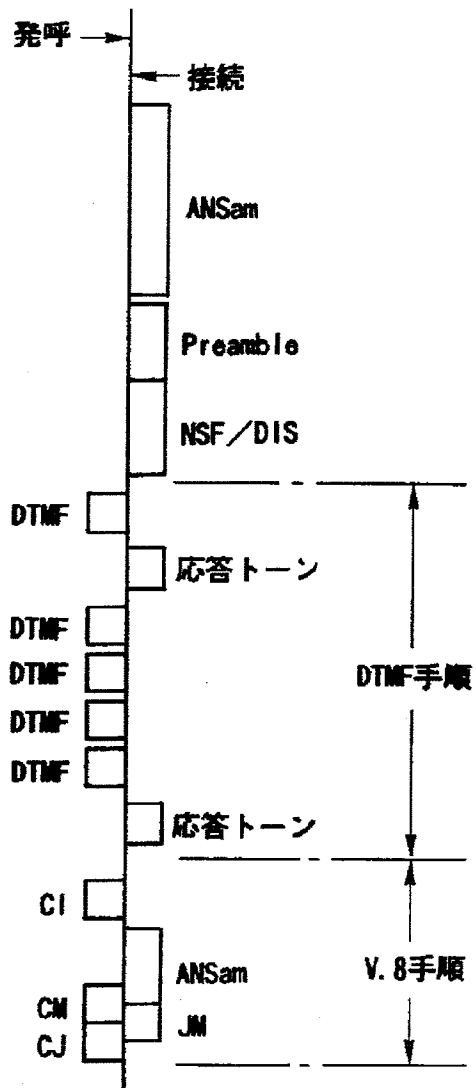 発呼
接続
ANSam
Preamble
NSF／DIS
DTMF
応答トーン
DTMF
DTMF
DTMF
DTMF
DTMF手順
応答トーン
CI
ANSam
V.8手順
CM
JM
CJ